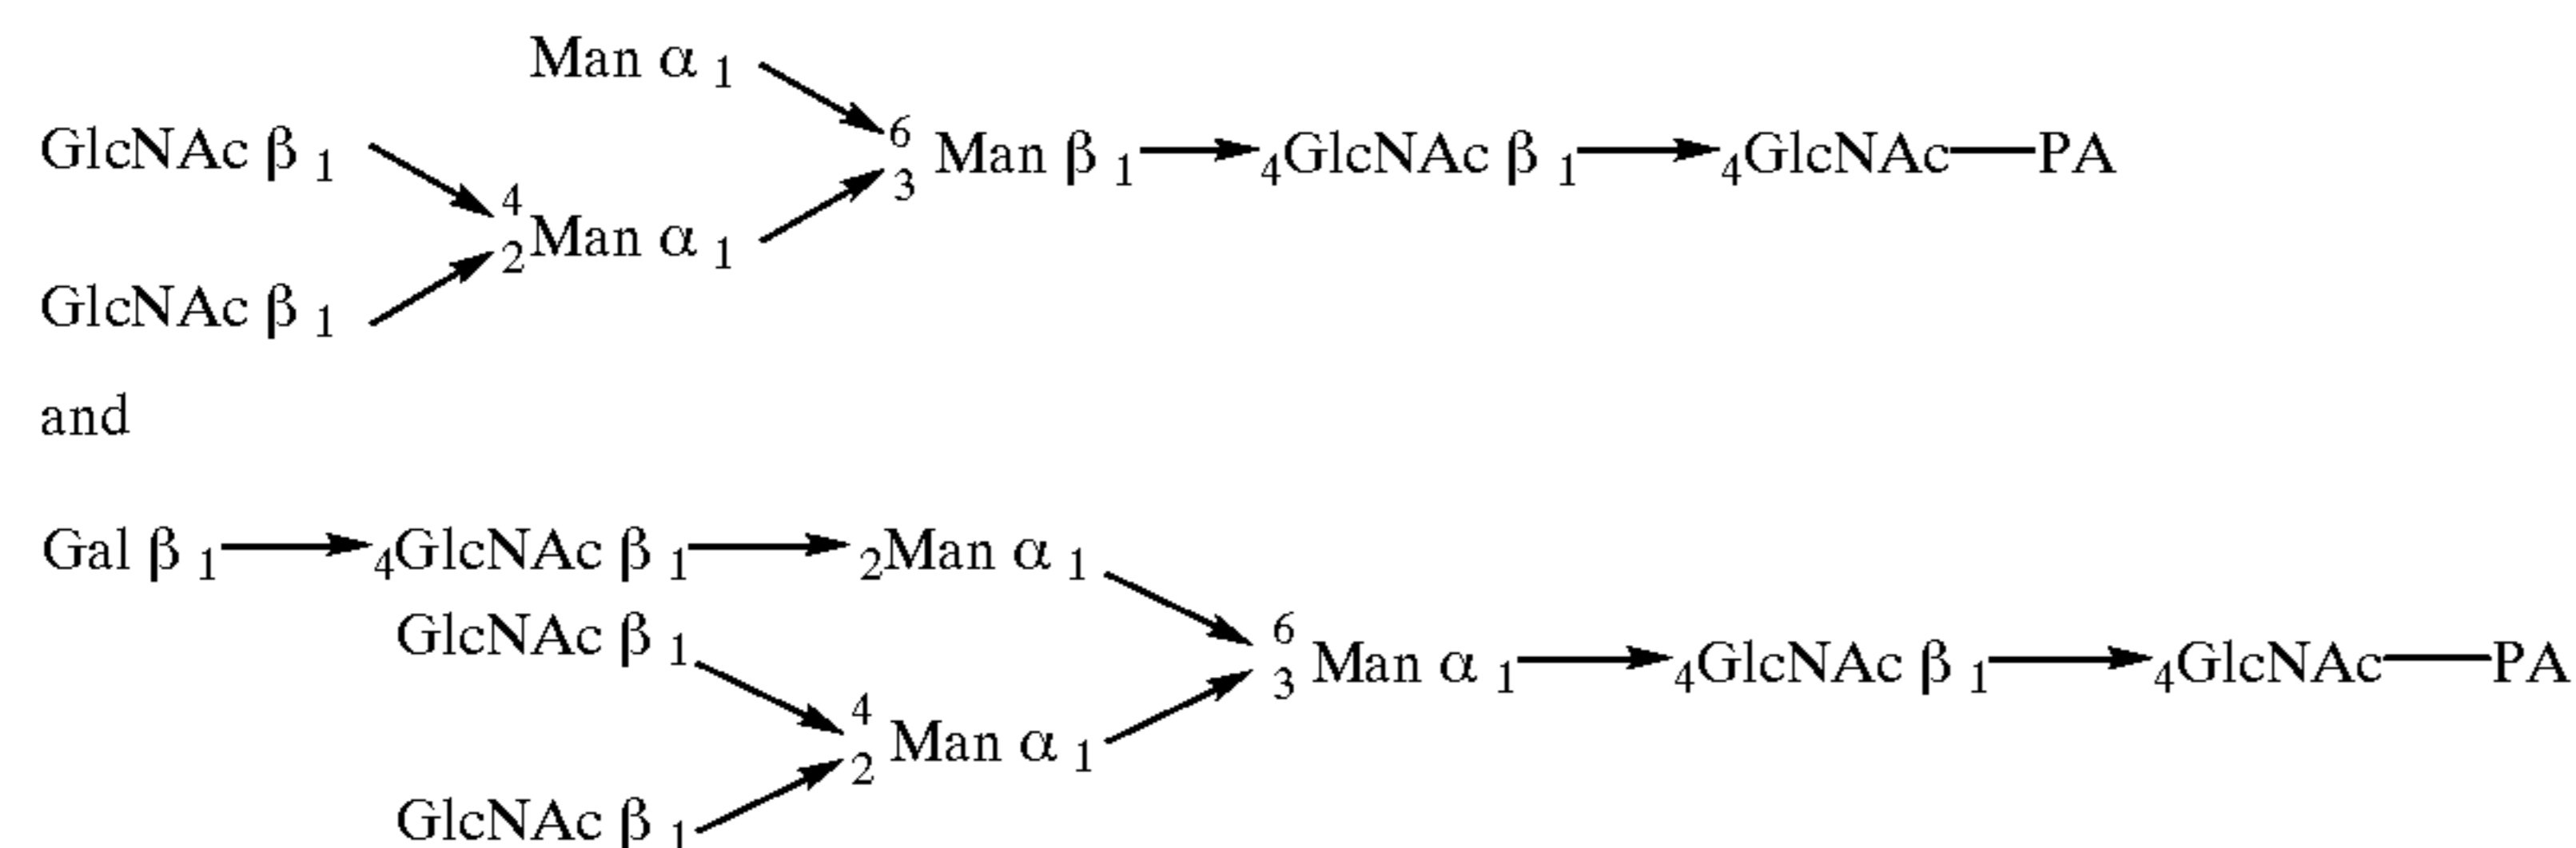 Man α 1
GlcNAc β 1
6
3 Man β 1 4GlcNAc β 1 4GlcNAc PA
4
2 Man α 1
GlcNAc β 1
and
Gal β 1 4GlcNAc β 1 2Man α 1
GlcNAc β 1
6
3 Man α 1 4GlcNAc β 1 4GlcNAc PA
4
2 Man α 1
GlcNAc β 1